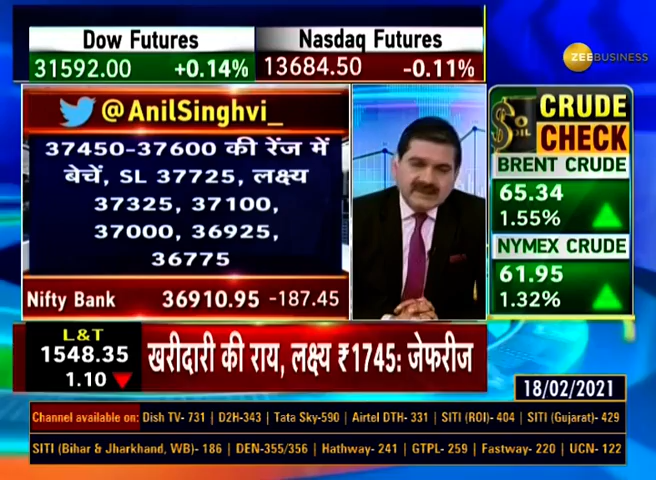 Dow Futures
31592.00 +0.14%
Nasdaq Futures
13684.50 -0.11%
ZEEBUSINESS
@AnilSinghvi_
37450-37600 की रेंज में
बेचें, SL 37725, लक्ष्य
37325, 37100,
37000, 36925,
36775
Nifty Bank 36910.95 -187.45
OIL
CRUDE
CHECK
BRENT CRUDE
65.34
1.55%
NYMEX CRUDE
61.95
1.32%
L&T
1548.35
1.10
खरीदारी की राय, लक्ष्य ₹1745: जेफरीज
18/02/2021
Channel available on: Dish TV- 731 | D2H-343 | Tata Sky-590 | Airtel DTH- 331 | SITI (ROI)- 404 | SITI (Gujarat)- 429
SITI (Bihar & Jharkhand, WB)- 186 | DEN-355/356 | Hathway- 241 | GTPL- 259 | Fastway- 220 | UCN- 122